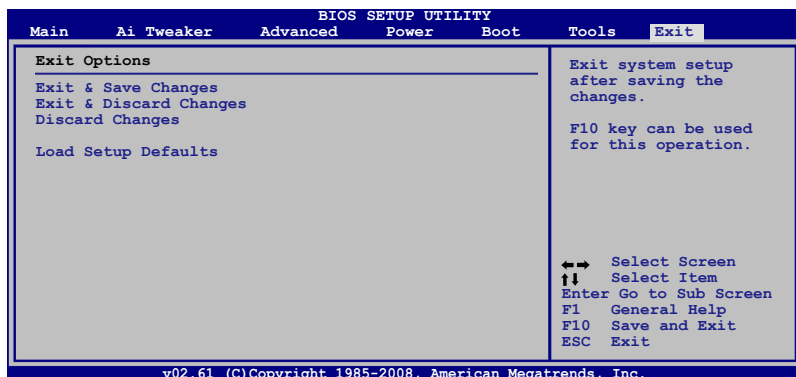 BIOS SETUP UTILITY
Main Ai Tweaker Advanced Power Boot Tools Exit
Exit Options
Exit & Save Changes
Exit & Discard Changes
Discard Changes
Load Setup Defaults
Exit system setup
after saving the
changes.
F10 key can be used
for this operation.
←→ Select Screen
↑↓ Select Item
Enter Go to Sub Screen
F1 General Help
F10 Save and Exit
ESC Exit
v02.61 (C)Copyright 1985-2008, American Megatrends, Inc.